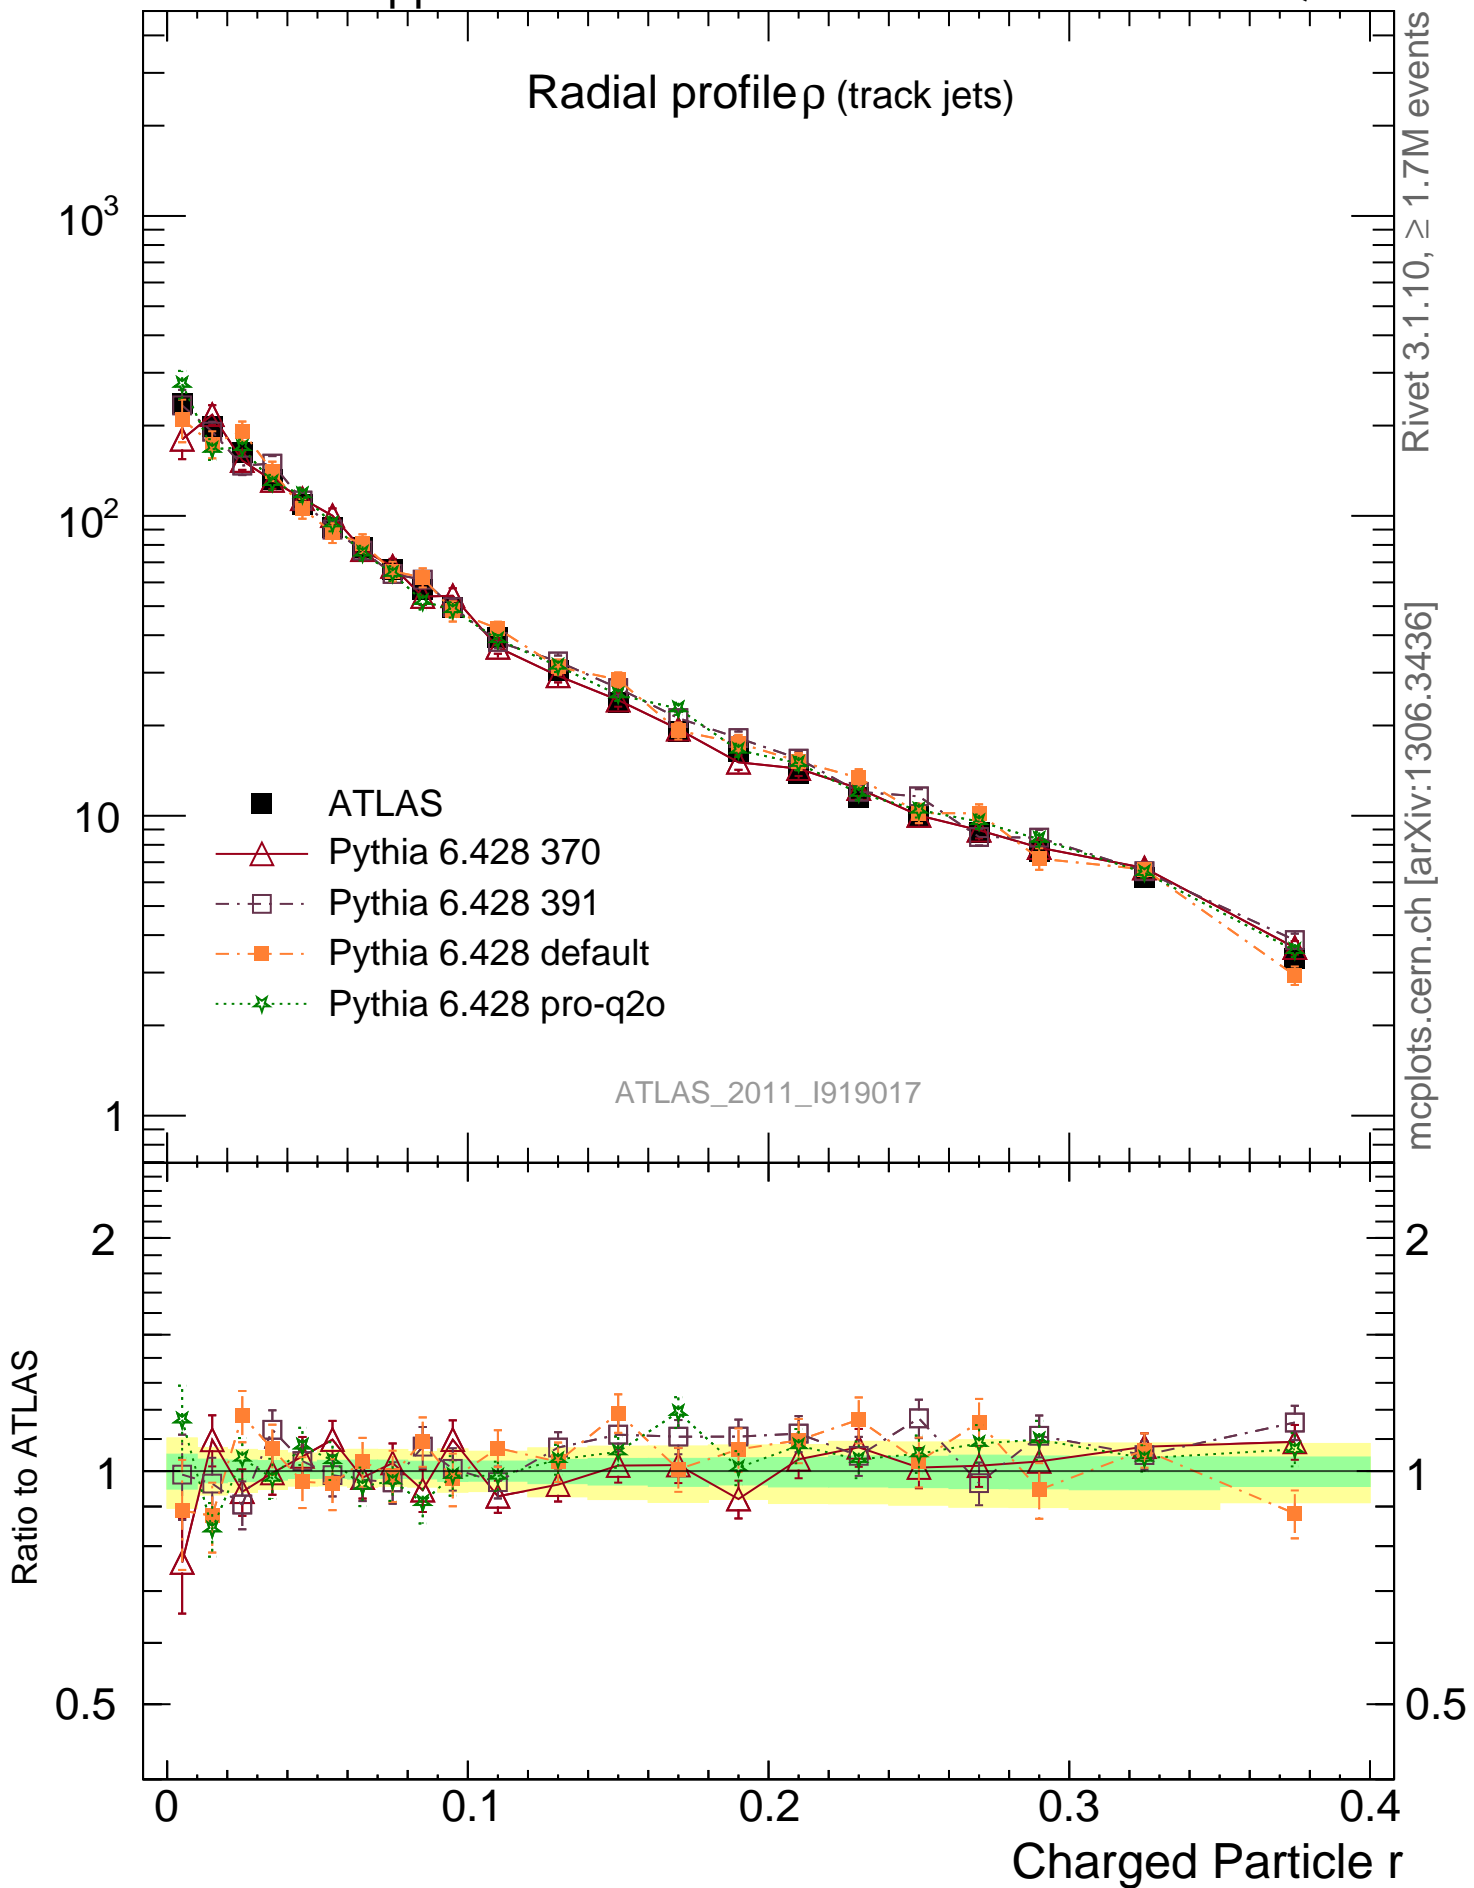 Radial profile ρ (track jets)
10³
10²
10
1
ATLAS
Pythia 6.428 370
Pythia 6.428 391
Pythia 6.428 default
Pythia 6.428 pro-q2o
ATLAS_2011_I919017
Rivet 3.1.10, ≥ 1.7M events
mcplots.cern.ch [arXiv:1306.3436]
Ratio to ATLAS
2
1
0.5
2
1
0.5
0
0.1
0.2
0.3
0.4
Charged Particle r